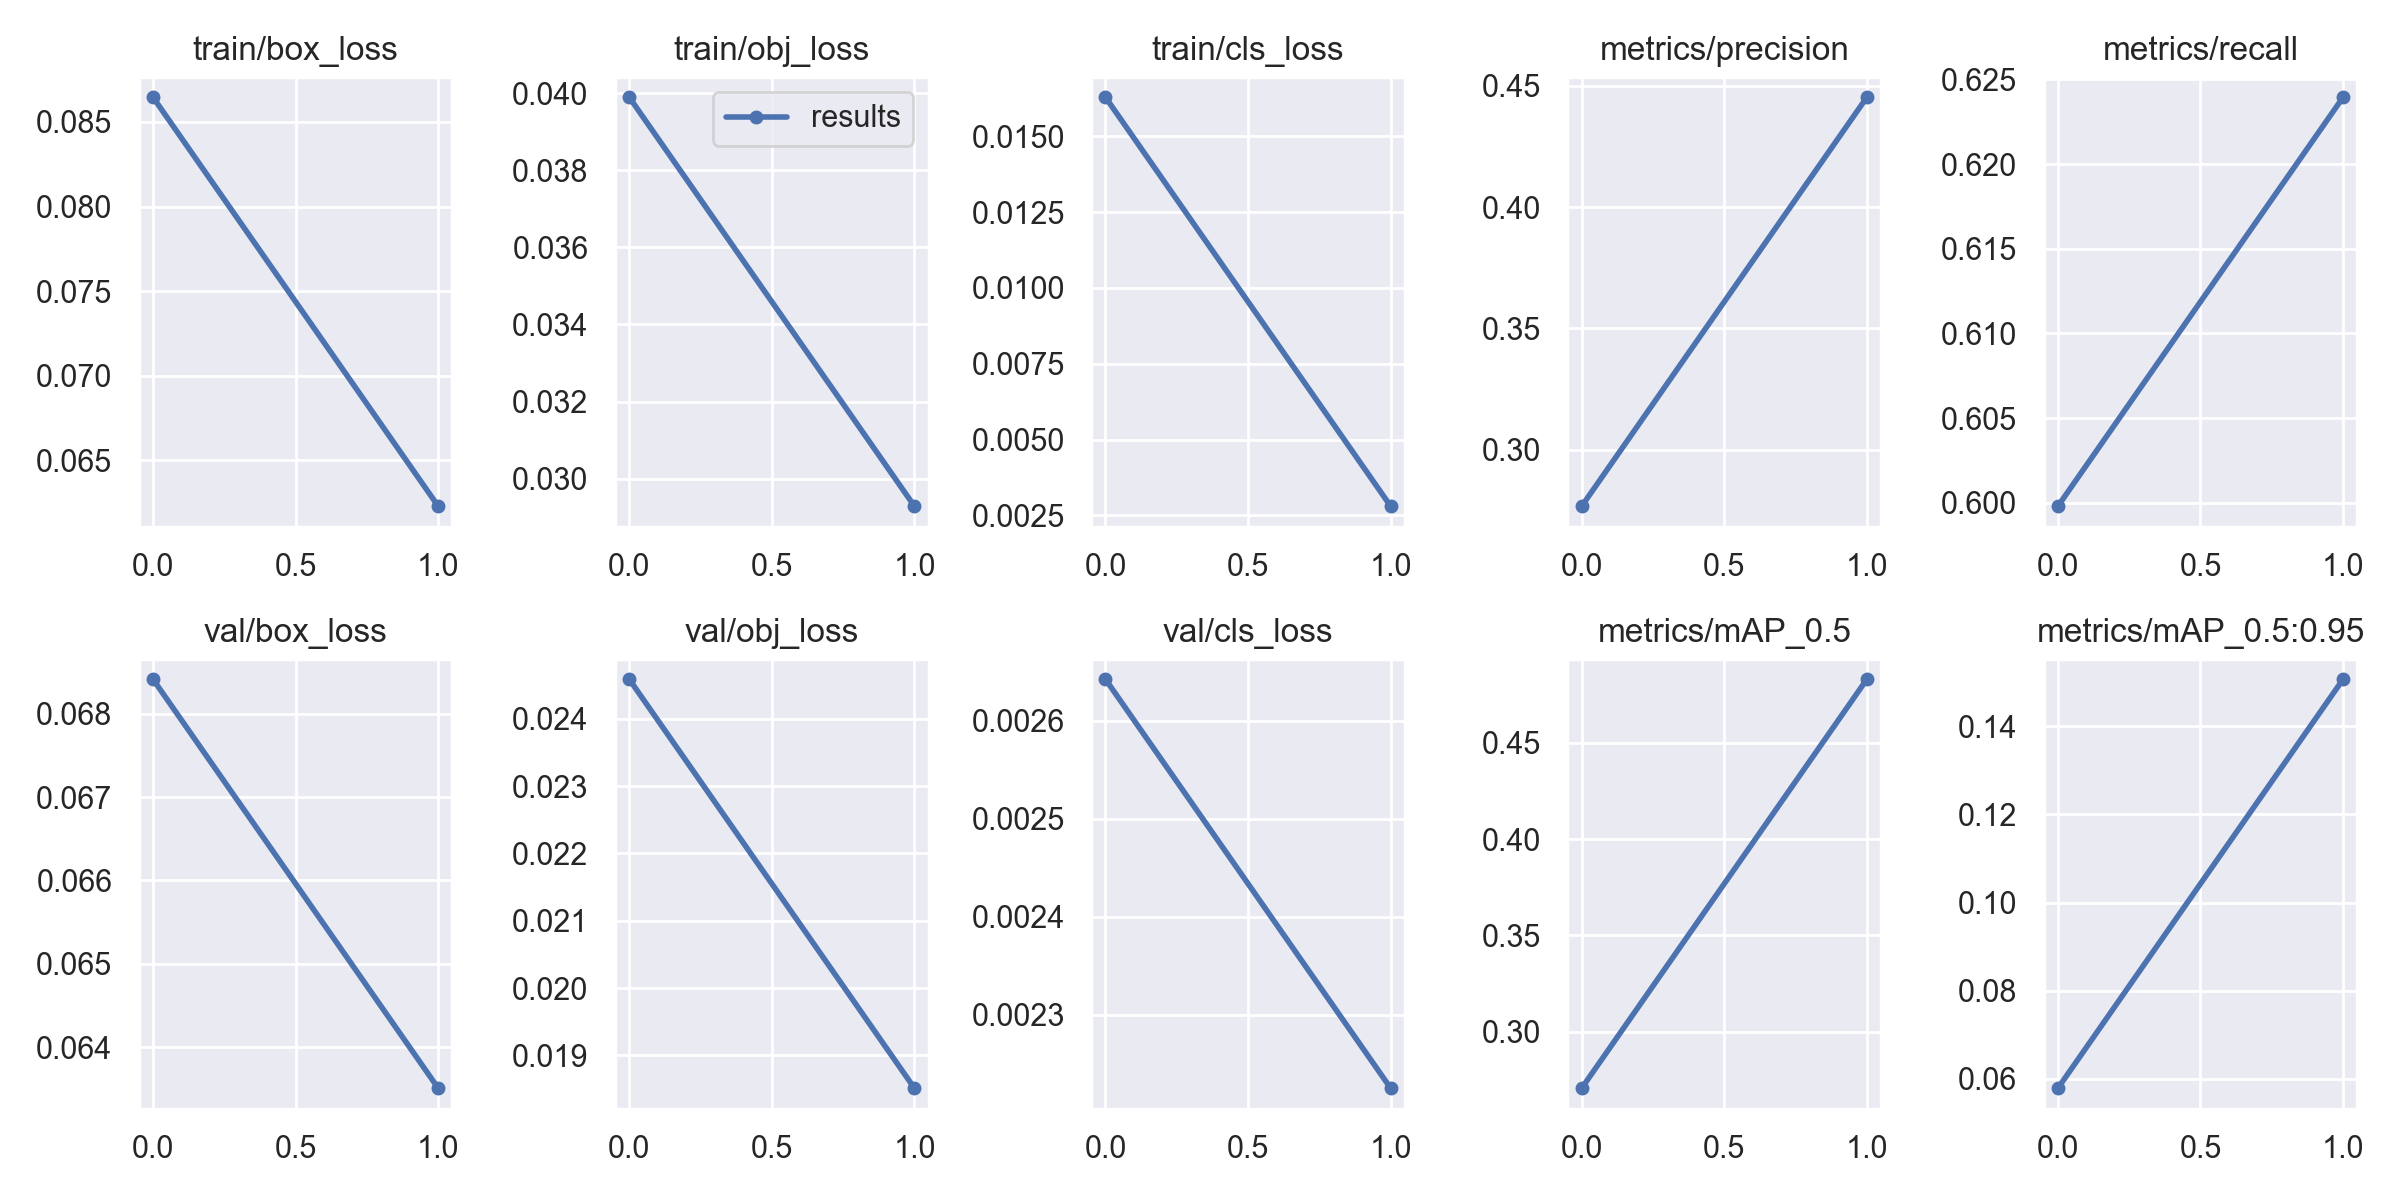 train/box_loss
0.085
0.080
0.075
0.070
0.065
0.0 0.5 1.0
train/obj_loss
results
0.040
0.038
0.036
0.034
0.032
0.030
0.0 0.5 1.0
train/cls_loss
0.0150
0.0125
0.0100
0.0075
0.0050
0.0025
0.0 0.5 1.0
metrics/precision
0.45
0.40
0.35
0.30
0.0 0.5 1.0
metrics/recall
0.625
0.620
0.615
0.610
0.605
0.600
0.0 0.5 1.0
val/box_loss
0.068
0.067
0.066
0.065
0.064
0.0 0.5 1.0
val/obj_loss
0.024
0.023
0.022
0.021
0.020
0.019
0.0 0.5 1.0
val/cls_loss
0.0026
0.0025
0.0024
0.0023
0.0 0.5 1.0
metrics/mAP_0.5
0.45
0.40
0.35
0.30
0.0 0.5 1.0
metrics/mAP_0.5:0.95
0.14
0.12
0.10
0.08
0.06
0.0 0.5 1.0